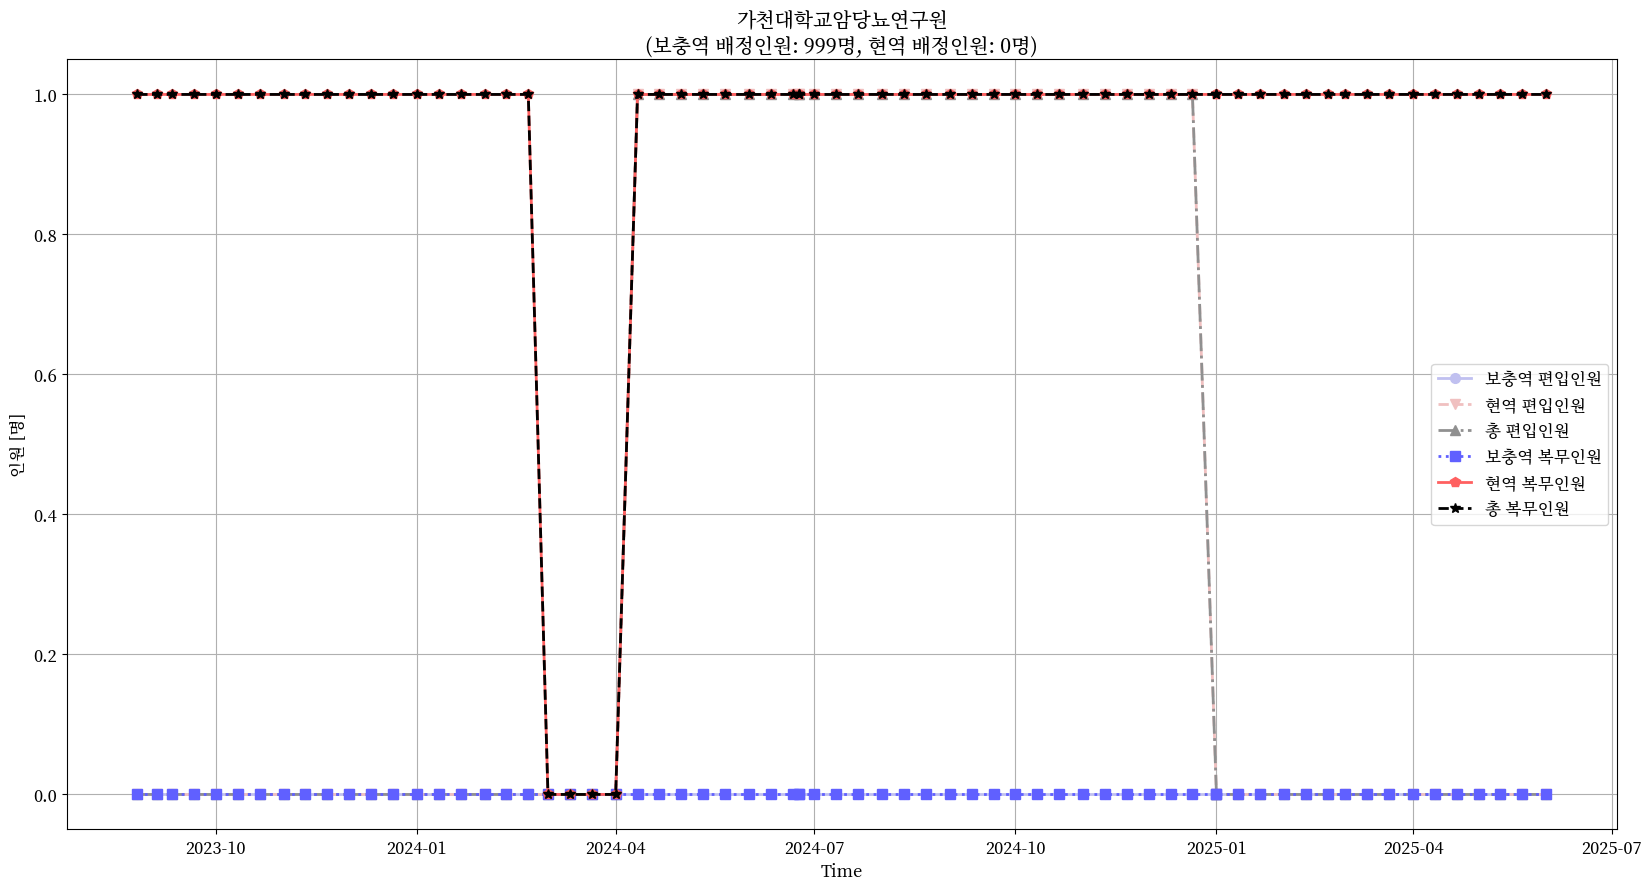 가천대학교암당뇨연구원
(보충역 배정인원: 999명, 현역 배정인원: 0명)
1.0
0.8
0.6
0.4
0.2
0.0
인원 [명]
보충역 편입인원
현역 편입인원
총 편입인원
보충역 복무인원
현역 복무인원
총 복무인원
2023-10
2024-01
2024-04
2024-07
2024-10
2025-01
2025-04
2025-07
Time